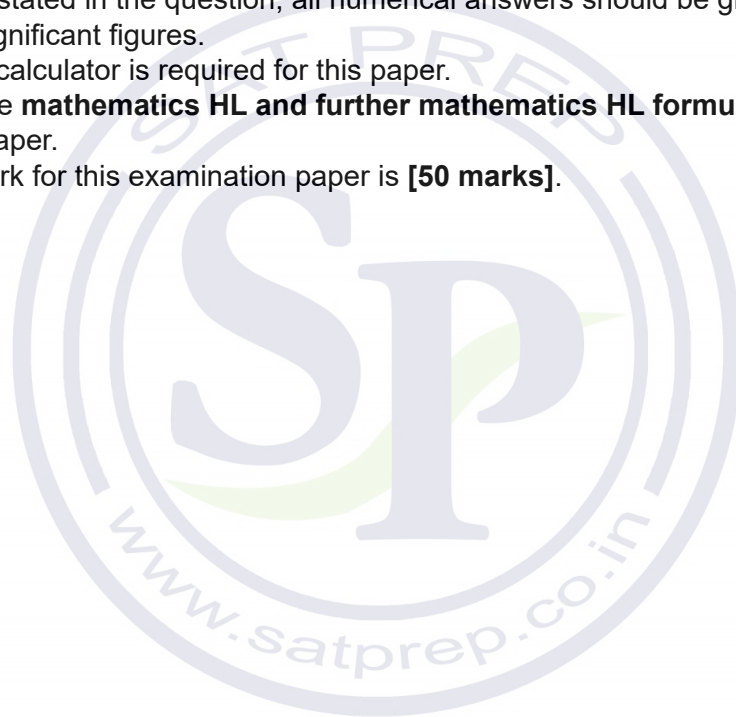 stated in the question, all numerical answers should be g
gnificant figures.
calculator is required for this paper.
e mathematics HL and further mathematics HL formu
aper.
rk for this examination paper is [50 marks].
SAT PREP
SP
www.satprep.co.in